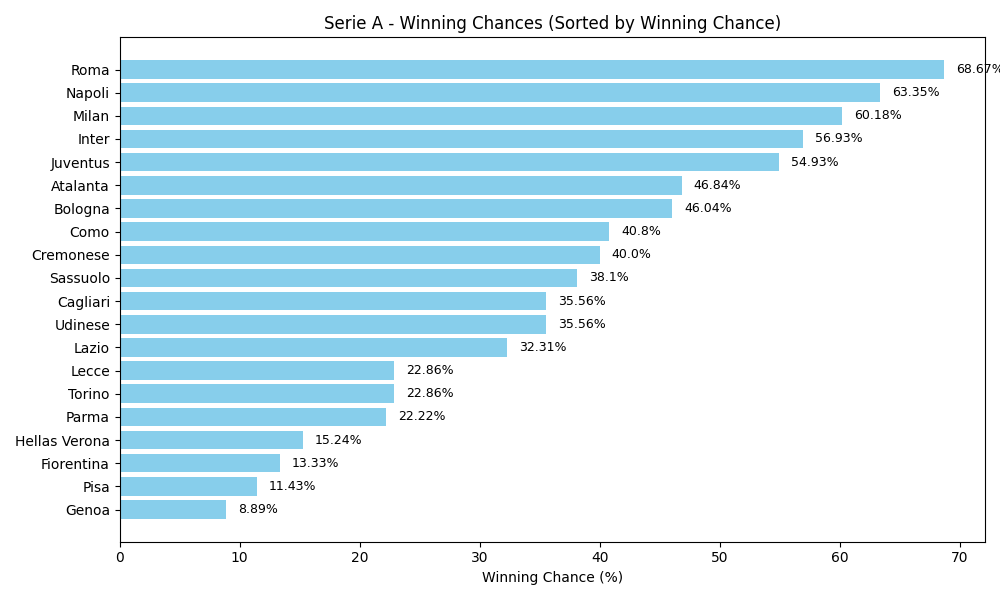 Serie A - Winning Chances (Sorted by Winning Chance)
Roma 68.67%
Napoli 63.35%
Milan 60.18%
Inter 56.93%
Juventus 54.93%
Atalanta 46.84%
Bologna 46.04%
Como 40.8%
Cremonese 40.0%
Sassuolo 38.1%
Cagliari 35.56%
Udinese 35.56%
Lazio 32.31%
Lecce 22.86%
Torino 22.86%
Parma 22.22%
Hellas Verona 15.24%
Fiorentina 13.33%
Pisa 11.43%
Genoa 8.89%
0 10 20 30 40 50 60 70
Winning Chance (%)